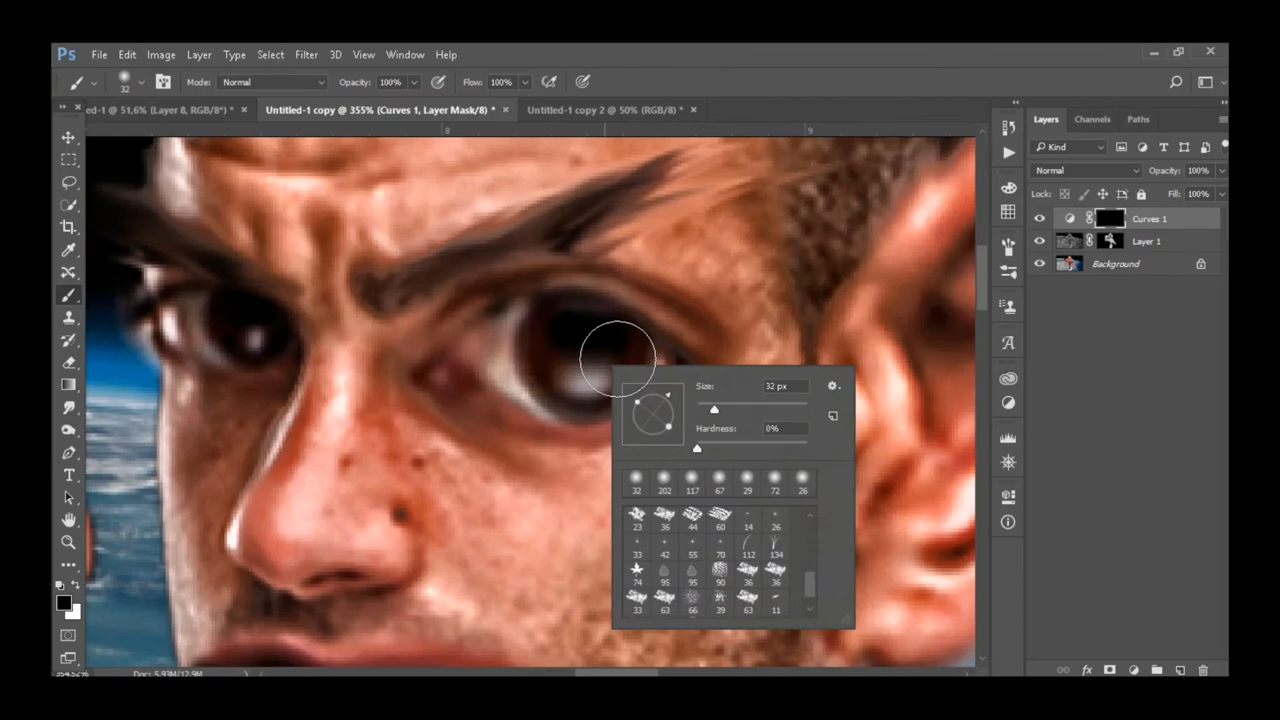 Ps File Edit Image Layer Type Select Filter 3D View Window Help
32 Mode: Normal Opacity: 100% Flow: 100%
ed-1 @ 51,6% (Layer 8, RGB/8*) * Untitled-1 copy @ 355% (Curves 1, Layer Mask/8) * Untitled-1 copy 2 @ 50% (RGB/8) *
8 9
Layers Channels Paths
Kind
Normal Opacity: 100%
Lock: Fill: 100%
Curves 1
Layer 1
Background
Size: 32 px
Hardness: 0%
32 202 117 67 29 72 26
23 36 44 60 14 26
33 42 55 70 112 134
74 95 95 90 36 36
33 63 66 39 63 11
Doc: 5,93M/12,9M